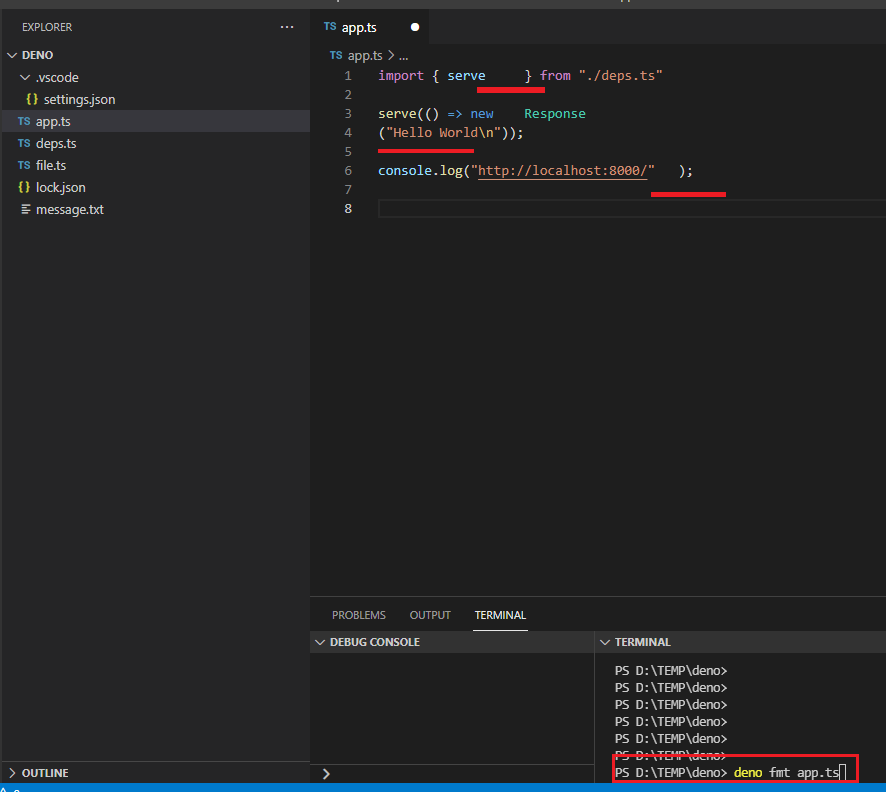 EXPLORER ...
DENO
.vscode
{} settings.json
TS app.ts
TS deps.ts
TS file.ts
{} lock.json
message.txt
OUTLINE
TS app.ts
TS app.ts > ...
1 import { serve     } from "./deps.ts"
2
3 serve(() => new    Response
4 ("Hello World\n"));
5
6 console.log("http://localhost:8000/"   );
7
8
PROBLEMS OUTPUT TERMINAL
DEBUG CONSOLE
>
TERMINAL
PS D:\TEMP\deno>
PS D:\TEMP\deno>
PS D:\TEMP\deno>
PS D:\TEMP\deno>
PS D:\TEMP\deno>
PS D:\TEMP\deno>
PS D:\TEMP\deno> deno fmt app.ts